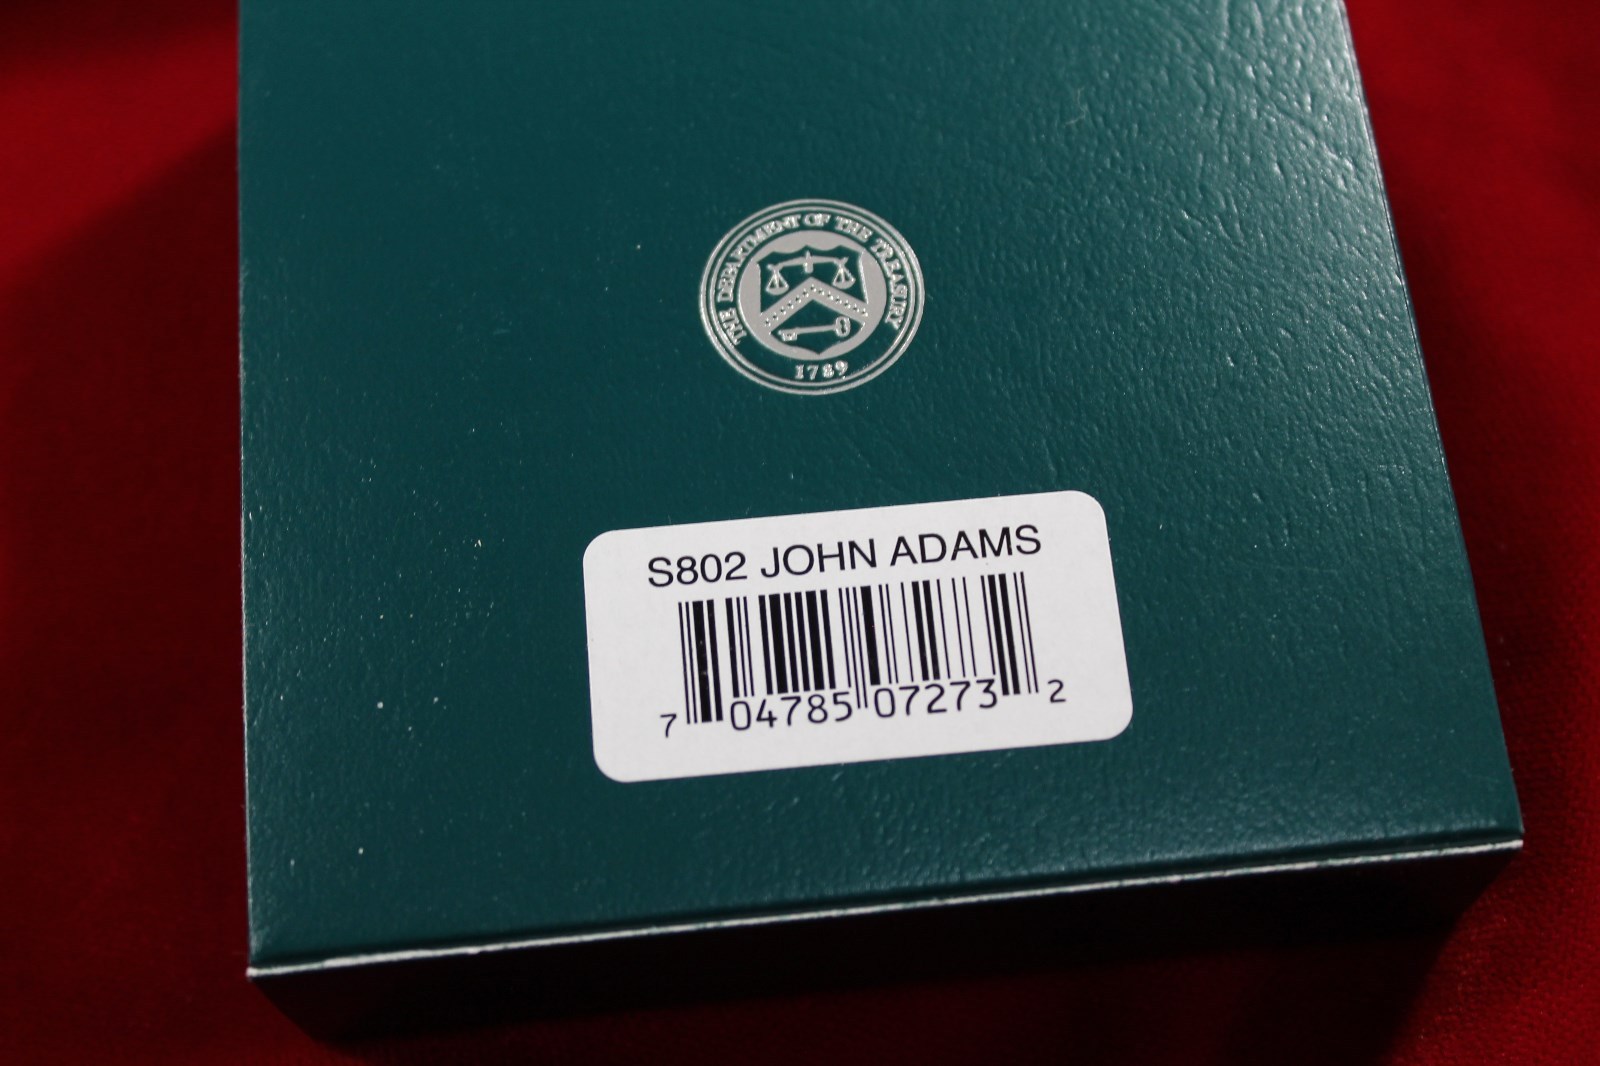 THE DEPARTMENT OF THE TREASURY
1789
S802 JOHN ADAMS
7 04785 07273 2